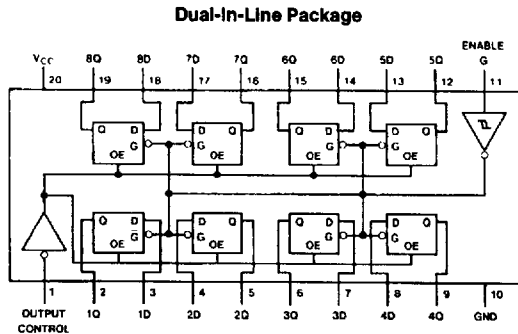 Dual-In-Line Package
VCC 8Q 8D 7D 7Q 6Q 6D 5D 5Q ENABLE G
20 19 18 17 16 15 14 13 12 11
Q D D Q Q D D Q
G G G G
OE OE OE OE
Q D D Q Q D D Q
G G G G
OE OE OE OE
1 2 3 4 5 6 7 8 9 10
OUTPUT CONTROL 1Q 1D 2D 2Q 3Q 3D 4D 4Q GND